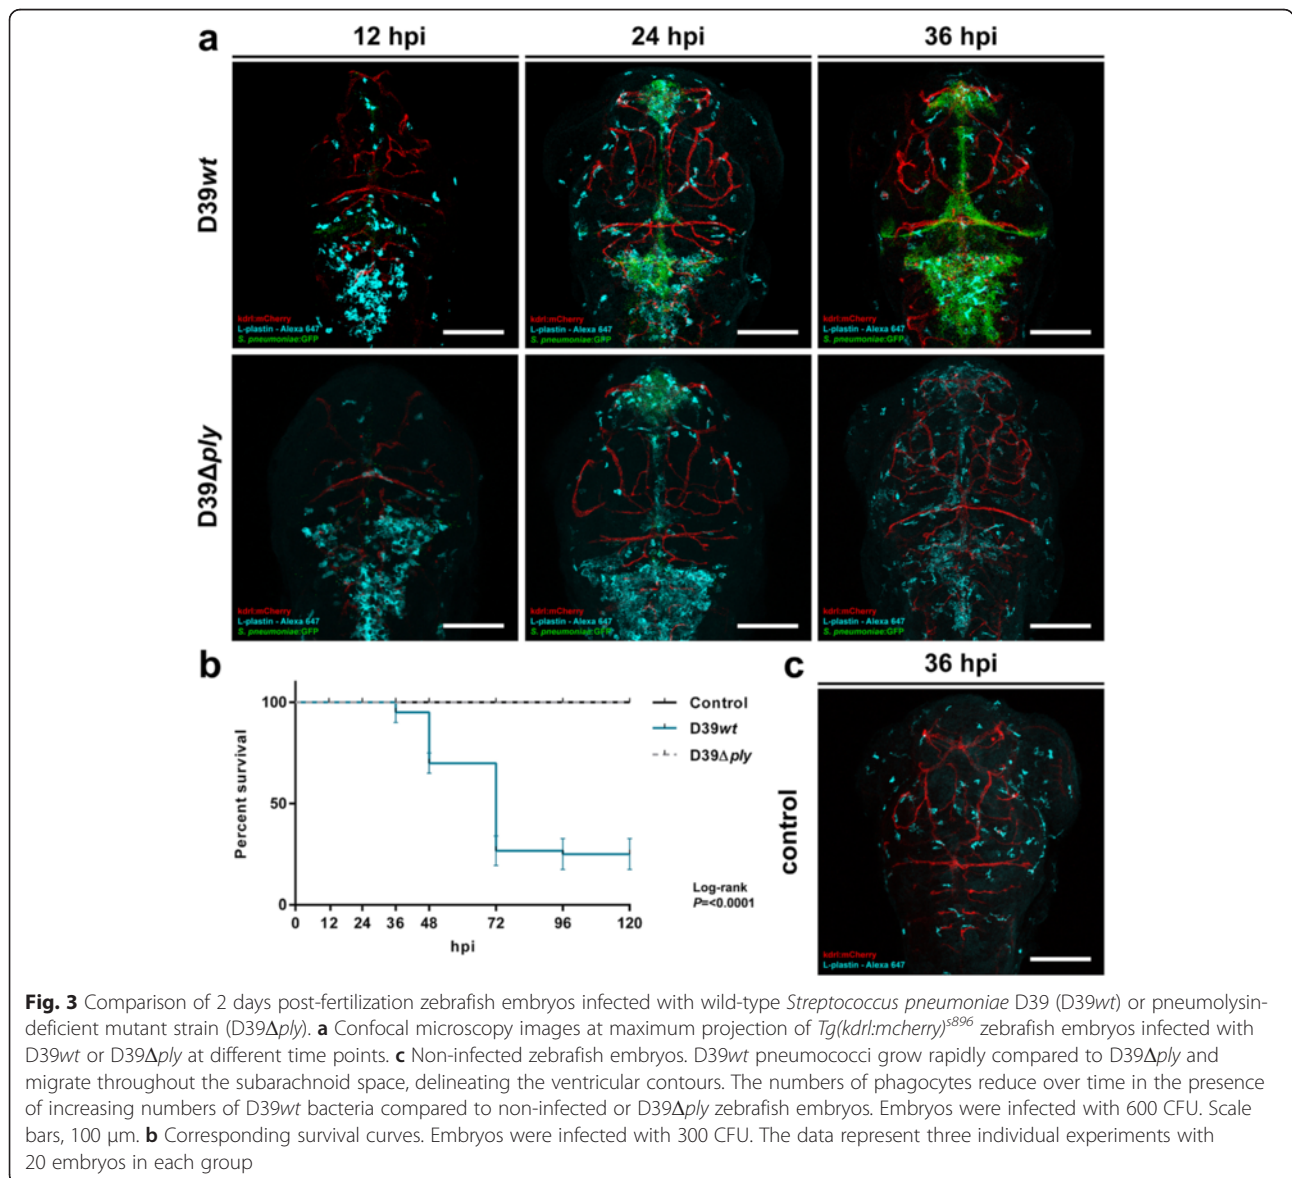 a
12 hpi
24 hpi
36 hpi
D39wt
kdrl:mCherry
L-plastin - Alexa 647
S. pneumoniae:GFP
kdrl:mCherry
L-plastin - Alexa 647
S. pneumoniae:GFP
kdrl:mCherry
L-plastin - Alexa 647
S. pneumoniae:GFP
D39Δply
kdrl:mCherry
L-plastin - Alexa 647
S. pneumoniae:GFP
kdrl:mCherry
L-plastin - Alexa 647
S. pneumoniae:GFP
kdrl:mCherry
L-plastin - Alexa 647
S. pneumoniae:GFP
b
Percent survival
100
50
0
0 12 24 36 48 72 96 120
hpi
Control
D39wt
D39Δply
Log-rank
P=<0.0001
c
36 hpi
control
kdrl:mCherry
L-plastin - Alexa 647
Fig. 3 Comparison of 2 days post-fertilization zebrafish embryos infected with wild-type Streptococcus pneumoniae D39 (D39wt) or pneumolysin-
deficient mutant strain (D39Δply). a Confocal microscopy images at maximum projection of Tg(kdrl:mcherry)s896 zebrafish embryos infected with
D39wt or D39Δply at different time points. c Non-infected zebrafish embryos. D39wt pneumococci grow rapidly compared to D39Δply and
migrate throughout the subarachnoid space, delineating the ventricular contours. The numbers of phagocytes reduce over time in the presence
of increasing numbers of D39wt bacteria compared to non-infected or D39Δply zebrafish embryos. Embryos were infected with 600 CFU. Scale
bars, 100 μm. b Corresponding survival curves. Embryos were infected with 300 CFU. The data represent three individual experiments with
20 embryos in each group